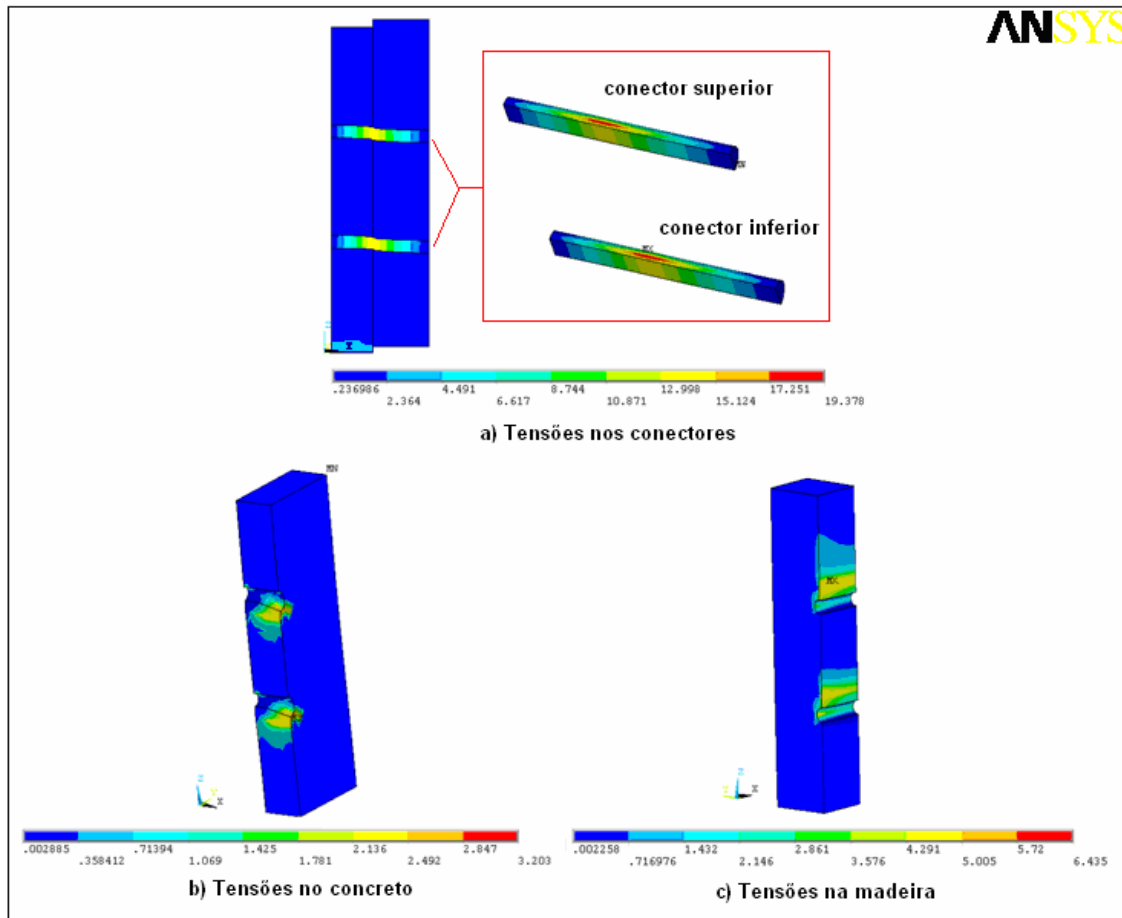 ANSYS
conector superior
MN
conector inferior
MX
.236986 4.491 8.744 12.998 17.251
2.364 6.617 10.871 15.124 19.378
a) Tensões nos conectores
MN
MX
.002885 .71394 1.425 2.136 2.847
.358412 1.069 1.781 2.492 3.203
b) Tensões no concreto
.002258 1.432 2.861 4.291 5.72
.716976 2.146 3.576 5.005 6.435
c) Tensões na madeira